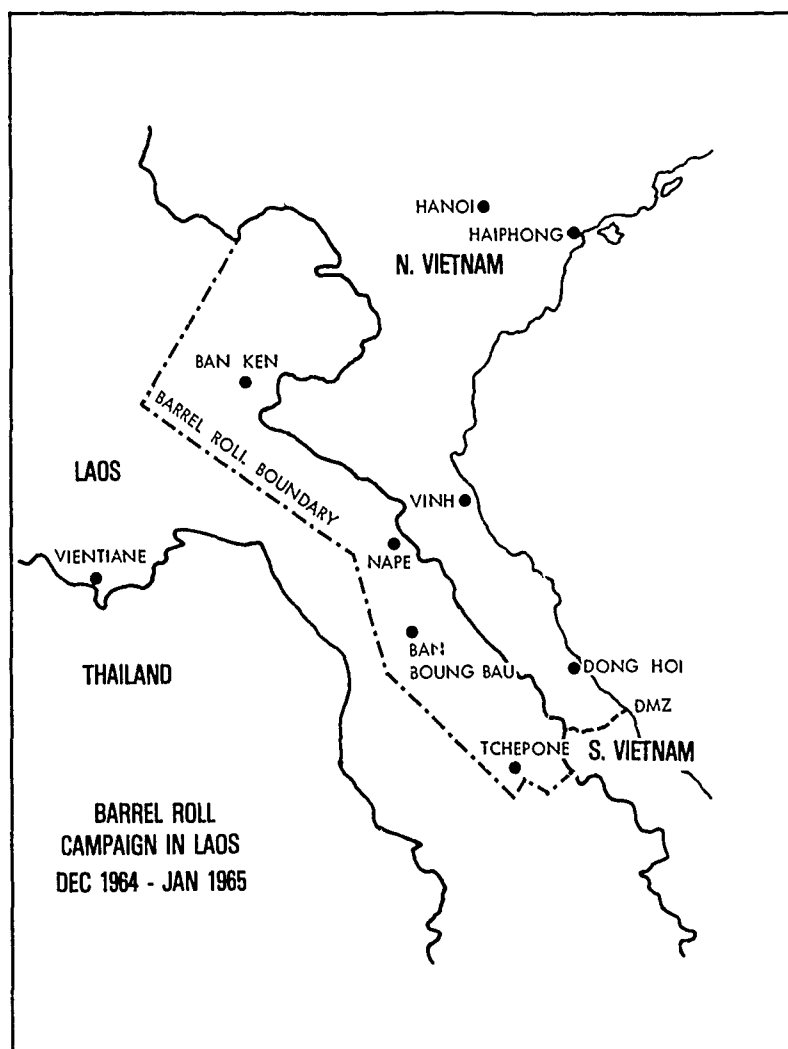 HANOI
HAIPHONG
N. VIETNAM
BAN KEN
BARREL ROLL BOUNDARY
LAOS
VINH
VIENTIANE
NAPE
BAN
BOUNG BAU
THAILAND
DONG HOI
DMZ
TCHEPONE
S. VIETNAM
BARREL ROLL
CAMPAIGN IN LAOS
DEC 1964 - JAN 1965